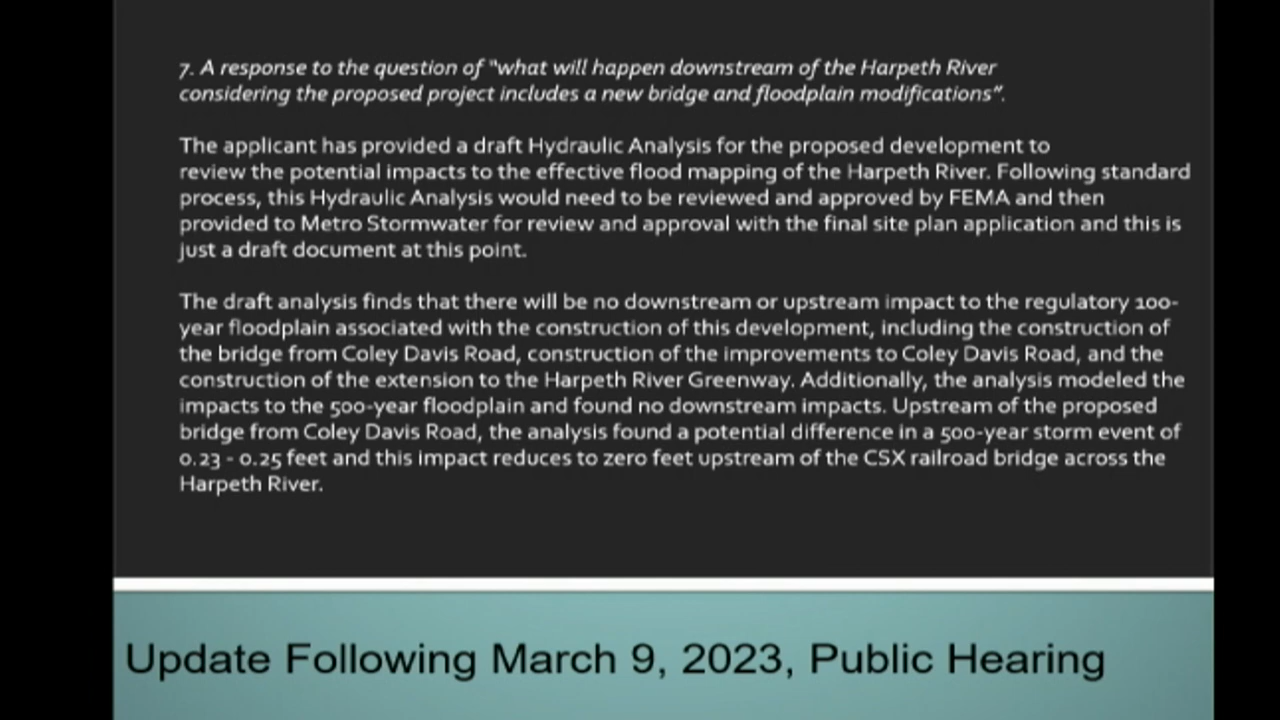 7. A response to the question of "what will happen downstream of the Harpeth River
considering the proposed project includes a new bridge and floodplain modifications".
The applicant has provided a draft Hydraulic Analysis for the proposed development to
review the potential impacts to the effective flood mapping of the Harpeth River. Following standard
process, this Hydraulic Analysis would need to be reviewed and approved by FEMA and then
provided to Metro Stormwater for review and approval with the final site plan application and this is
just a draft document at this point.
The draft analysis finds that there will be no downstream or upstream impact to the regulatory 100-
year floodplain associated with the construction of this development, including the construction of
the bridge from Coley Davis Road, construction of the improvements to Coley Davis Road, and the
construction of the extension to the Harpeth River Greenway. Additionally, the analysis modeled the
impacts to the 500-year floodplain and found no downstream impacts. Upstream of the proposed
bridge from Coley Davis Road, the analysis found a potential difference in a 500-year storm event of
0.23 - 0.25 feet and this impact reduces to zero feet upstream of the CSX railroad bridge across the
Harpeth River.
Update Following March 9, 2023, Public Hearing